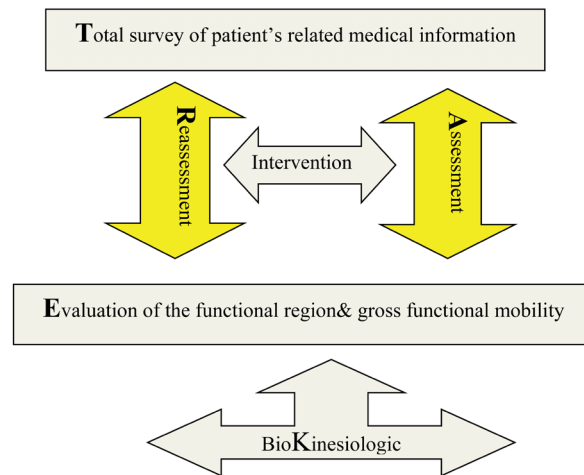 Total survey of patient’s related medical information
Reassessment
Intervention
Assessment
Evaluation of the functional region& gross functional mobility
BioKinesiologic